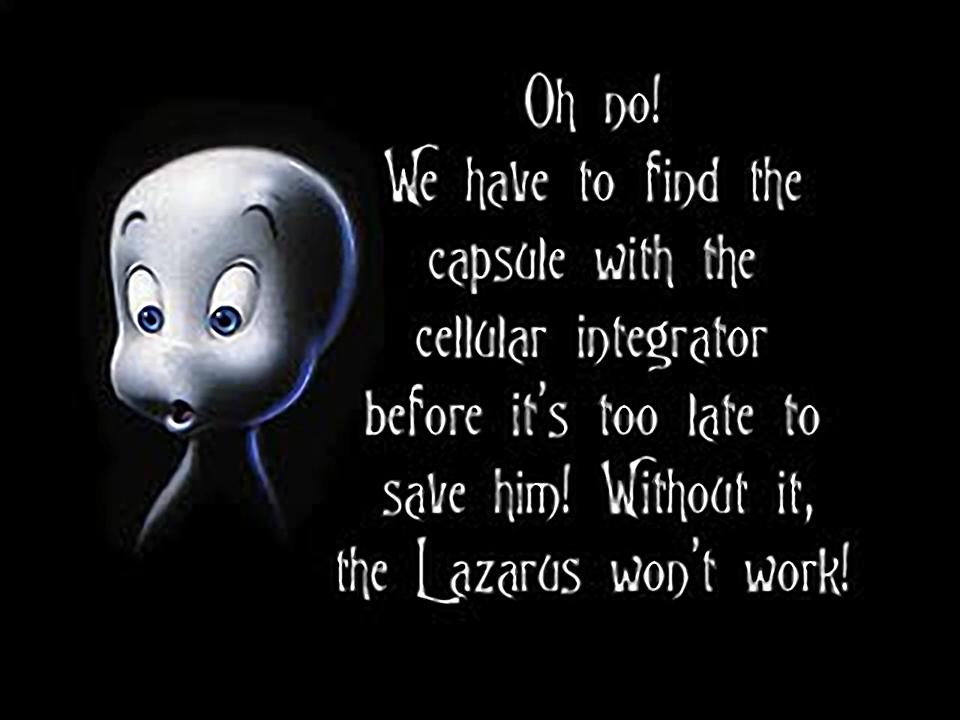 Oh no!
We have to find the
capsule with the
cellular integrator
before it's too late to
save him! Without it,
the Lazarus won't work!